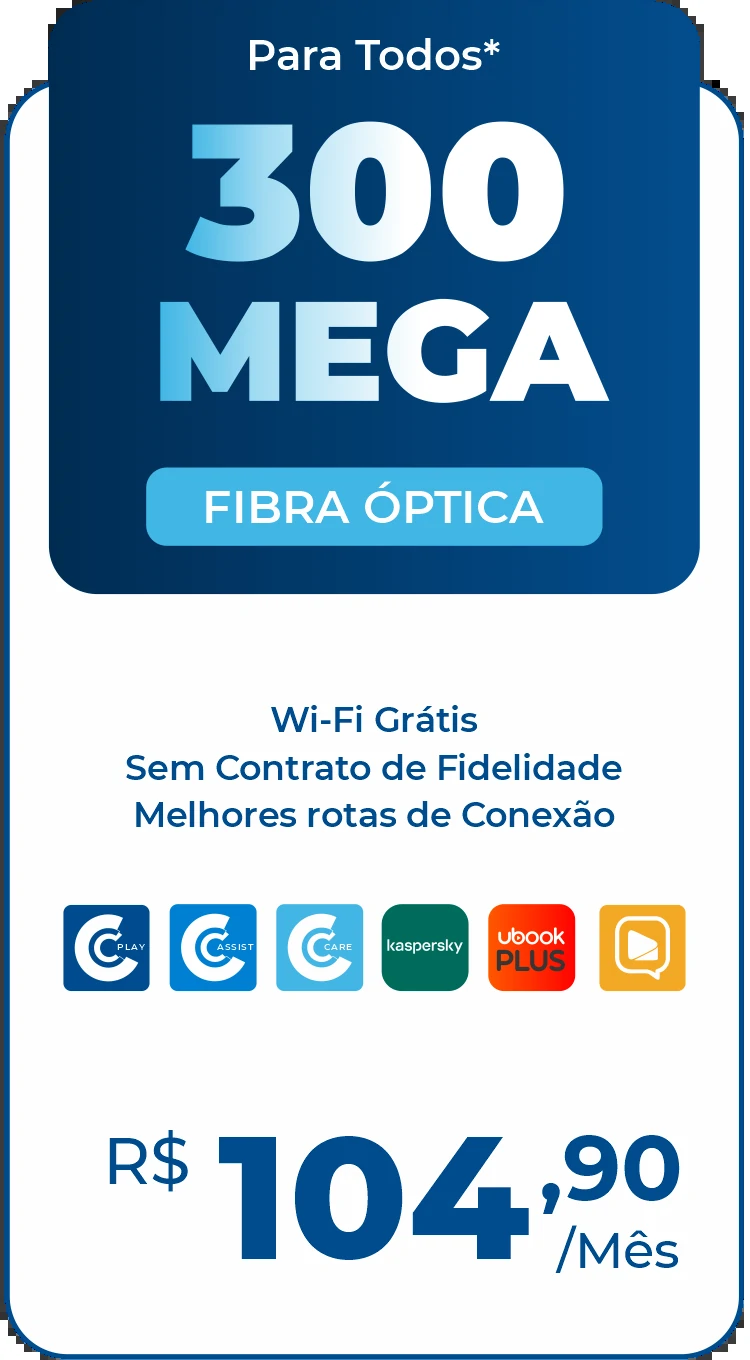 Para Todos*
300
MEGA
FIBRA ÓPTICA
Wi-Fi Grátis
Sem Contrato de Fidelidade
Melhores rotas de Conexão
PLAY
ASSIST
CARE
kaspersky
ubook
PLUS
R$ 104,90
/Mês